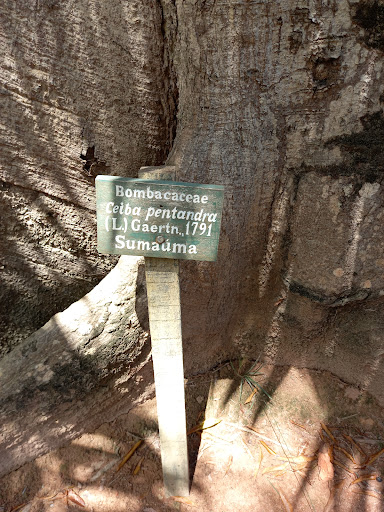 Bombacaceae
Ceiba pentandra
(L.) Gaertn., 1791
Sumauma